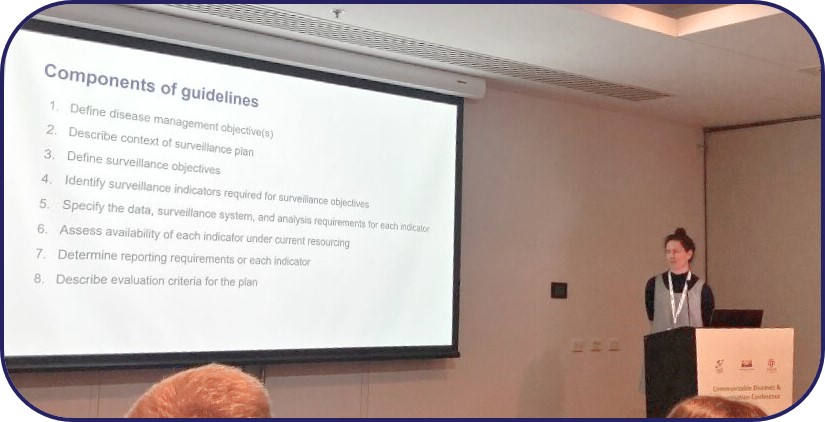 Components of guidelines
1. Define disease management objective(s)
2. Describe context of surveillance plan
3. Define surveillance objectives
4. Identify surveillance indicators required for surveillance objectives
5. Specify the data, surveillance system, and analysis requirements for each indicator
6. Assess availability of each indicator under current resourcing
7. Determine reporting requirements or each indicator
8. Describe evaluation criteria for the plan
Communicable Diseases &
Conference